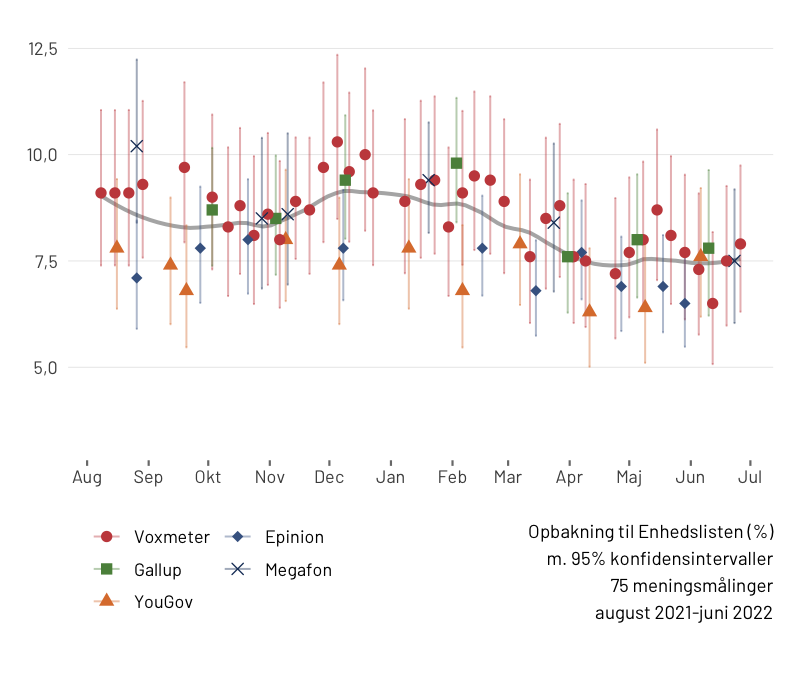 12,5
10,0
7,5
5,0
Aug Sep Okt Nov Dec Jan Feb Mar Apr Maj Jun Jul
Voxmeter Epinion
Gallup Megafon
YouGov
Opbakning til Enhedslisten (%)
m. 95% konfidensintervaller
75 meningsmålinger
august 2021-juni 2022